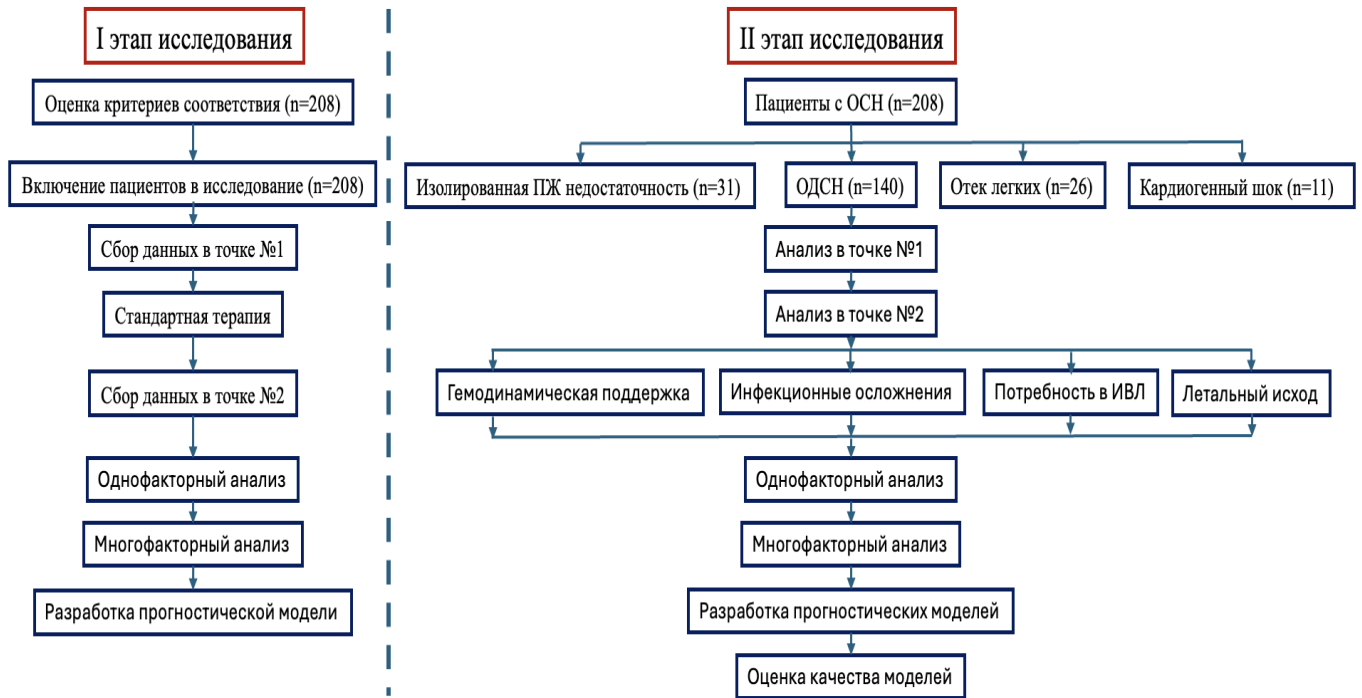 I этап исследования
Оценка критериев соответствия (n=208)
Включение пациентов в исследование (n=208)
Сбор данных в точке №1
Стандартная терапия
Сбор данных в точке №2
Однофакторный анализ
Многофакторный анализ
Разработка прогностической модели
II этап исследования
Пациенты с ОСН (n=208)
Изолированная ПЖ недостаточность (n=31)
ОДСН (n=140)
Отек легких (n=26)
Кардиогенный шок (n=11)
Анализ в точке №1
Анализ в точке №2
Гемодинамическая поддержка
Инфекционные осложнения
Потребность в ИВЛ
Летальный исход
Однофакторный анализ
Многофакторный анализ
Разработка прогностических моделей
Оценка качества моделей